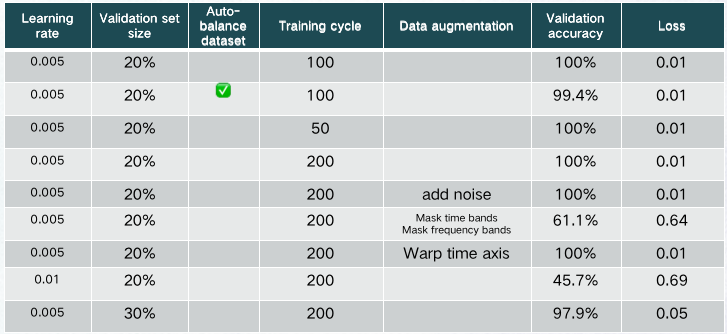 Learning rate Validation set size Auto-balance dataset Training cycle Data augmentation Validation accuracy Loss
0.005 20% 100 100% 0.01
0.005 20% ✅ 100 99.4% 0.01
0.005 20% 50 100% 0.01
0.005 20% 200 100% 0.01
0.005 20% 200 add noise 100% 0.01
0.005 20% 200 Mask time bands Mask frequency bands 61.1% 0.64
0.005 20% 200 Warp time axis 100% 0.01
0.01 20% 200 45.7% 0.69
0.005 30% 200 97.9% 0.05